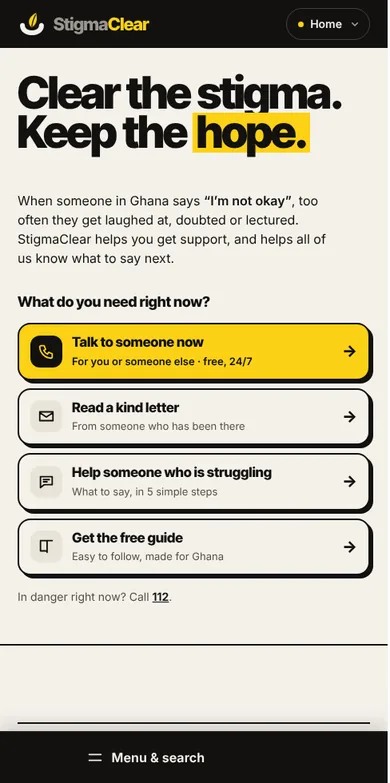 StigmaClear
Home
Clear the stigma.
Keep the hope.
When someone in Ghana says “I’m not okay”, too
often they get laughed at, doubted or lectured.
StigmaClear helps you get support, and helps all of
us know what to say next.
What do you need right now?
Talk to someone now
For you or someone else · free, 24/7
Read a kind letter
From someone who has been there
Help someone who is struggling
What to say, in 5 simple steps
Get the free guide
Easy to follow, made for Ghana
In danger right now? Call 112.
Menu & search